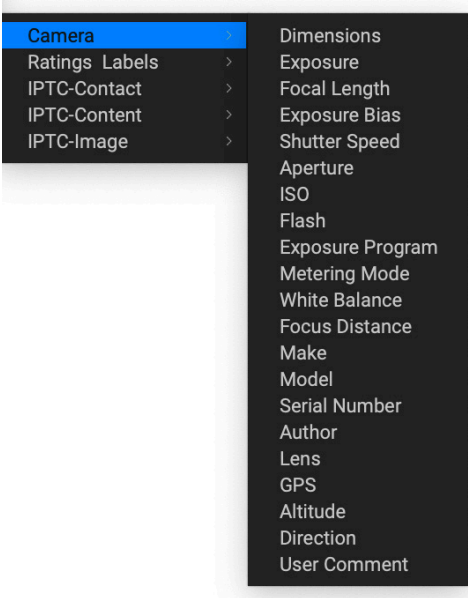 Camera
Ratings Labels
IPTC-Contact
IPTC-Content
IPTC-Image
Dimensions
Exposure
Focal Length
Exposure Bias
Shutter Speed
Aperture
ISO
Flash
Exposure Program
Metering Mode
White Balance
Focus Distance
Make
Model
Serial Number
Author
Lens
GPS
Altitude
Direction
User Comment